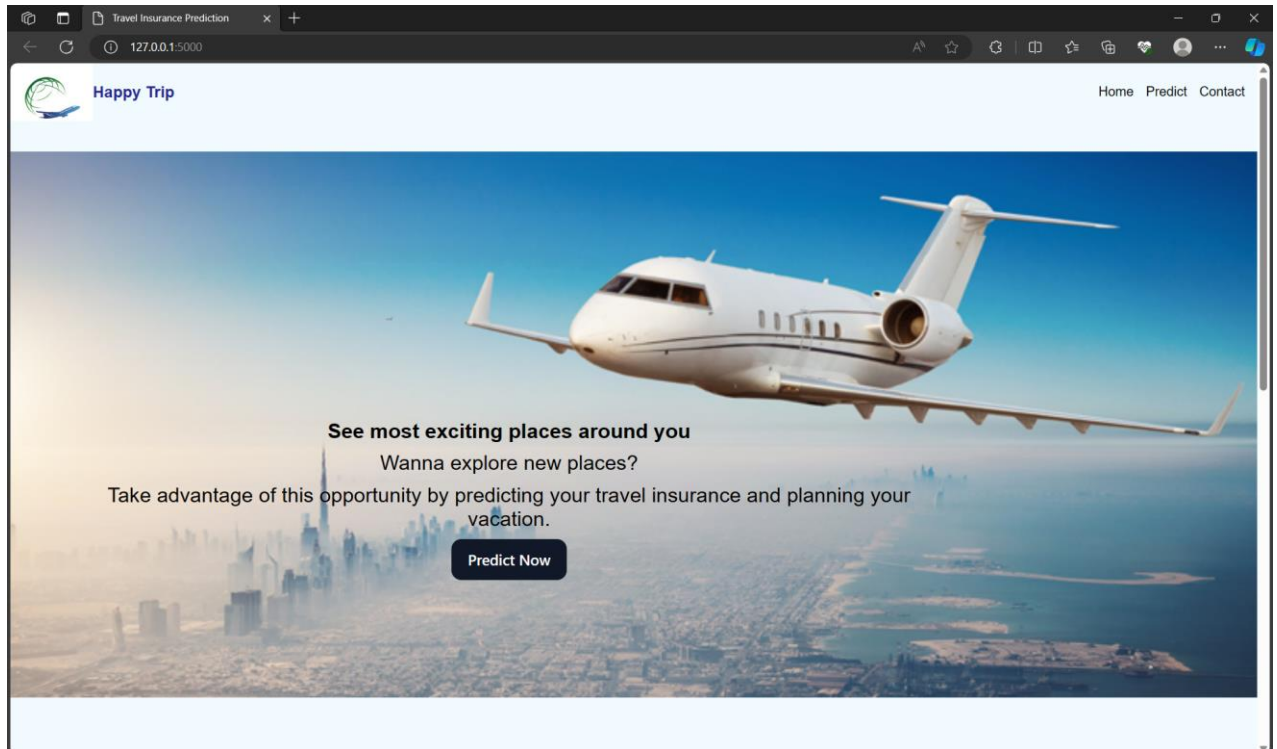 Travel Insurance Prediction
127.0.0.1:5000
Happy Trip
Home Predict Contact
See most exciting places around you
Wanna explore new places?
Take advantage of this opportunity by predicting your travel insurance and planning your
vacation.
Predict Now